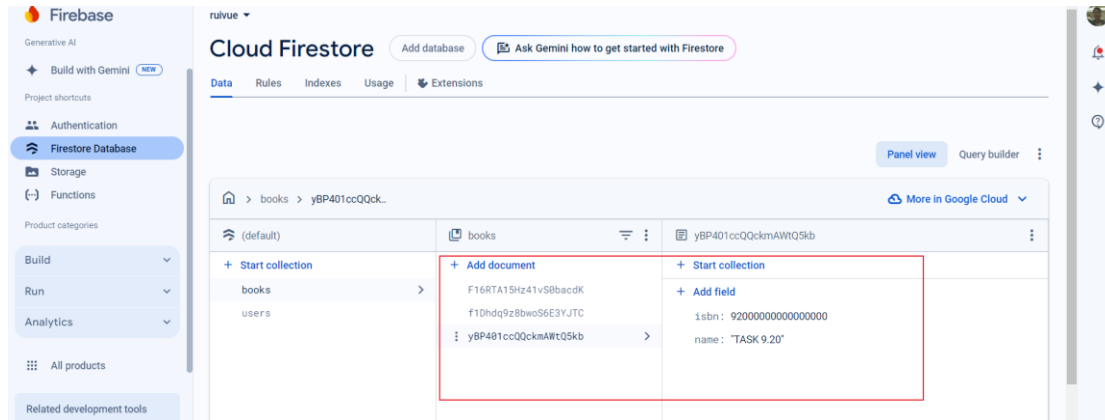 Firebase
Generative AI
Build with Gemini NEW
Project shortcuts
Authentication
Firestore Database
Storage
Functions
Product categories
Build
Run
Analytics
All products
Related development tools
ruivue
Cloud Firestore Add database Ask Gemini how to get started with Firestore
Data Rules Indexes Usage Extensions
Panel view Query builder
books > yBP401ccQQck..
More in Google Cloud
(default)
+ Start collection
books
users
books
+ Add document
F16RTA15Hz41vS0bacdK
f1Dhdq9z8bwoS6E3YJTC
yBP401ccQQckmAWtQ5kb
yBP401ccQQckmAWtQ5kb
+ Start collection
+ Add field
isbn: 92000000000000000
name: "TASK 9.20"